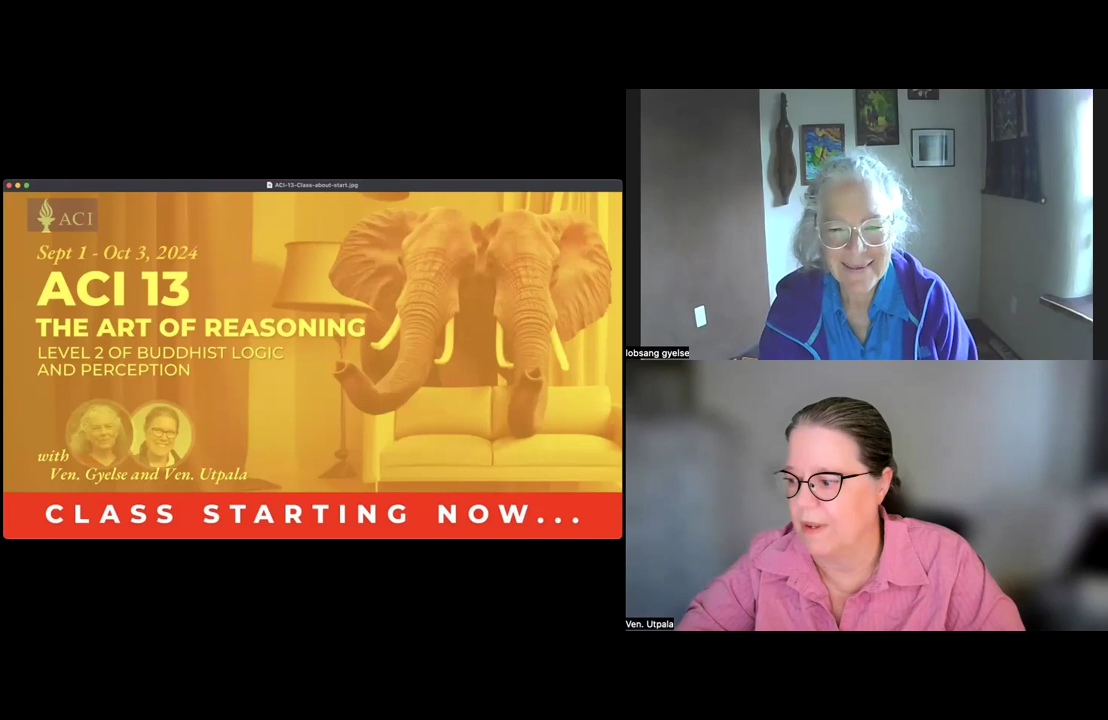 ACI-13-Class-about-start.jpg
ACI
Sept 1 - Oct 3, 2024
ACI 13
THE ART OF REASONING
LEVEL 2 OF BUDDHIST LOGIC
AND PERCEPTION
with
Ven. Gyelse and Ven. Utpala
CLASS STARTING NOW...
lobsang gyelse
Ven. Utpala